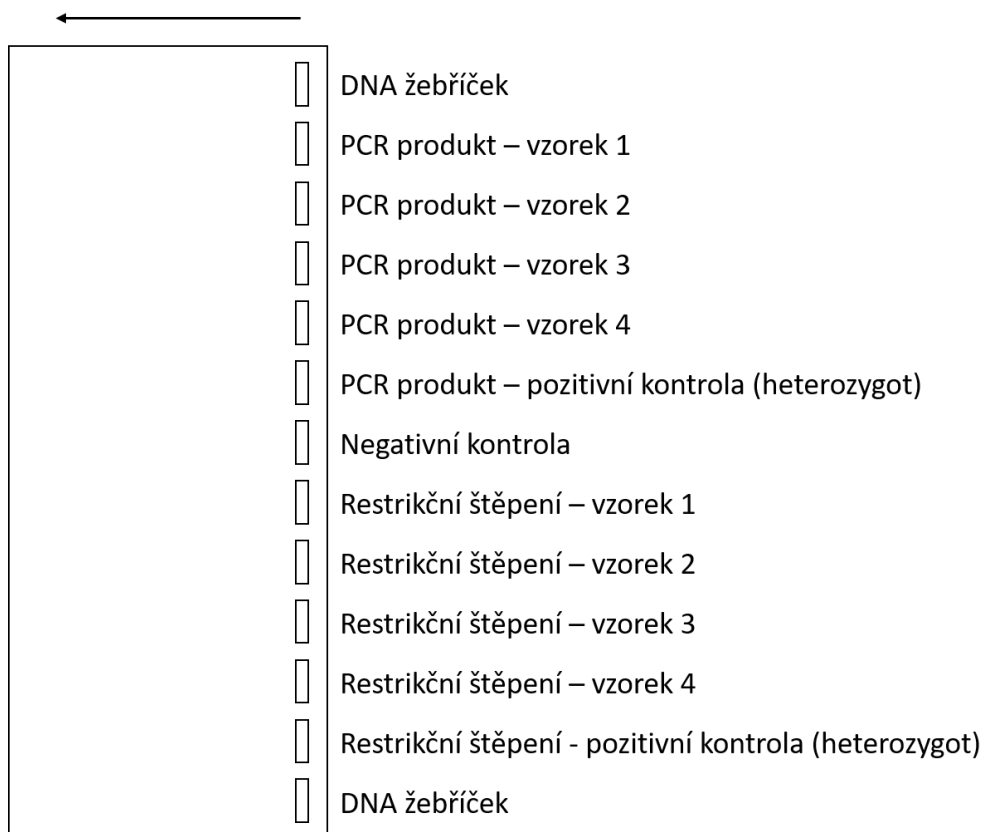 DNA žebříček
PCR produkt – vzorek 1
PCR produkt – vzorek 2
PCR produkt – vzorek 3
PCR produkt – vzorek 4
PCR produkt – pozitivní kontrola (heterozygot)
Negativní kontrola
Restrikční štěpení – vzorek 1
Restrikční štěpení – vzorek 2
Restrikční štěpení – vzorek 3
Restrikční štěpení – vzorek 4
Restrikční štěpení - pozitivní kontrola (heterozygot)
DNA žebříček